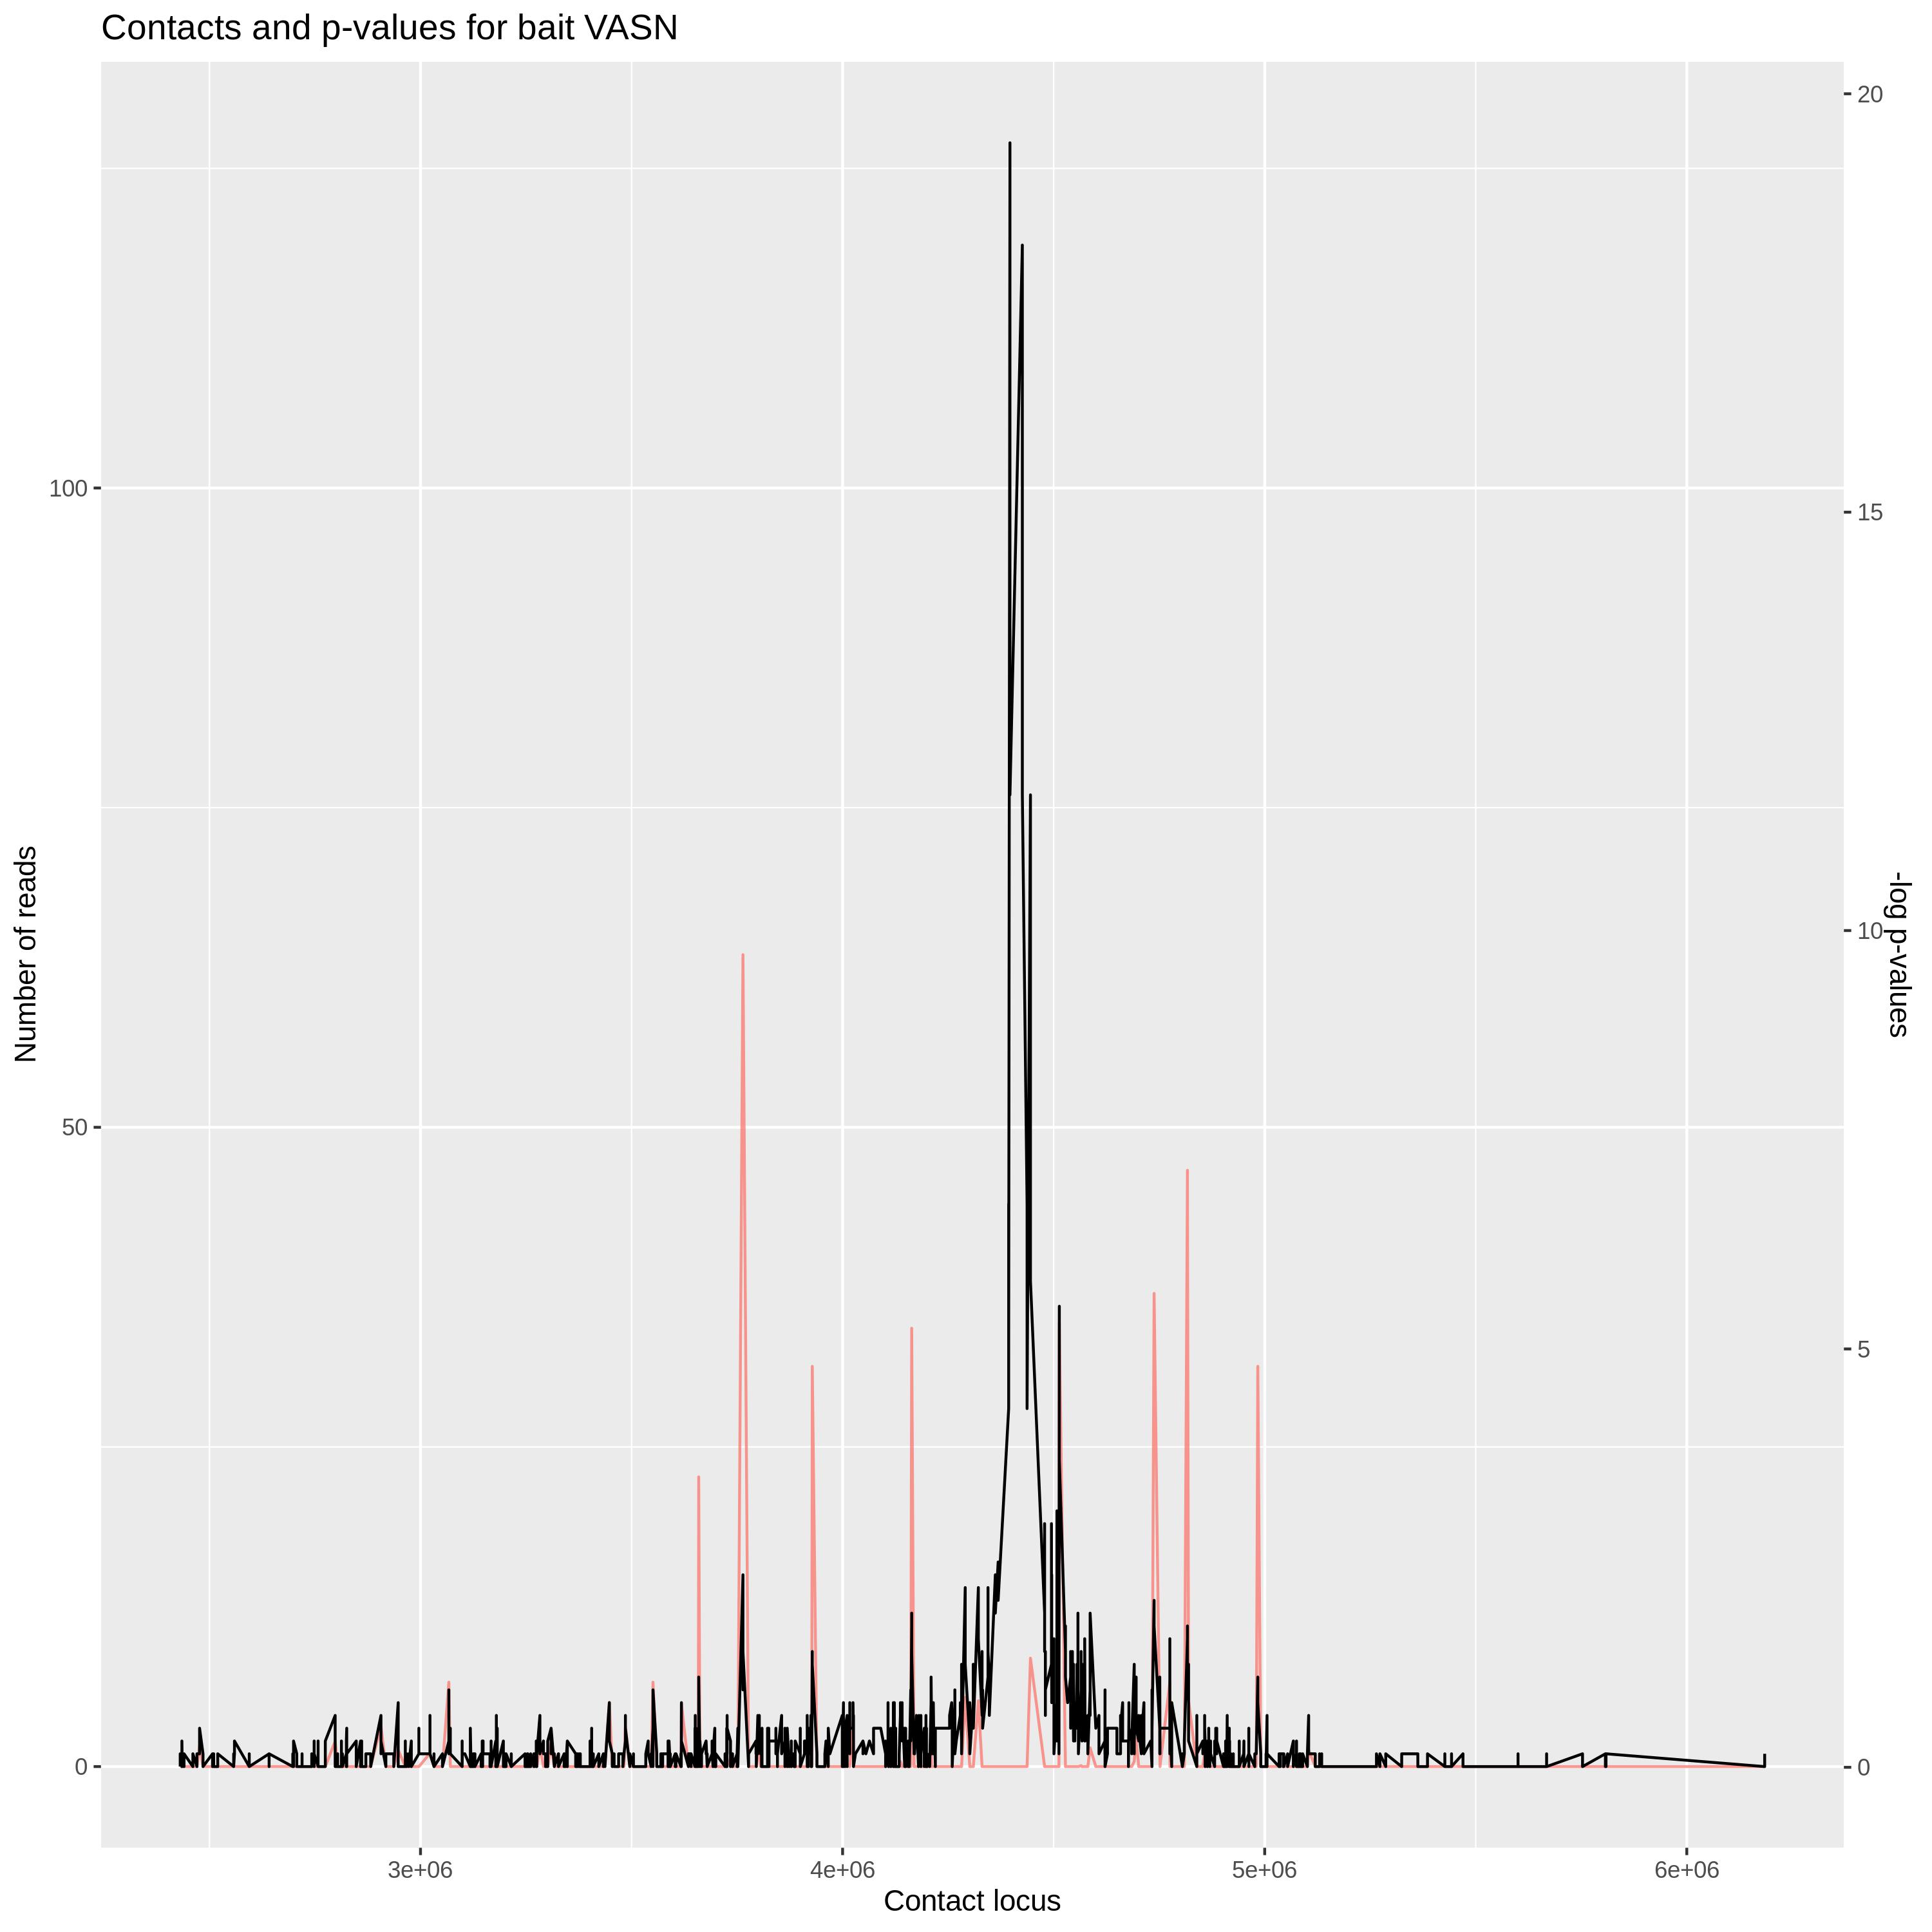 Contacts and p-values for bait VASN
20
100
15
Number of reads
-log p-values
10
50
5
0
0
3e+06
4e+06
5e+06
6e+06
Contact locus